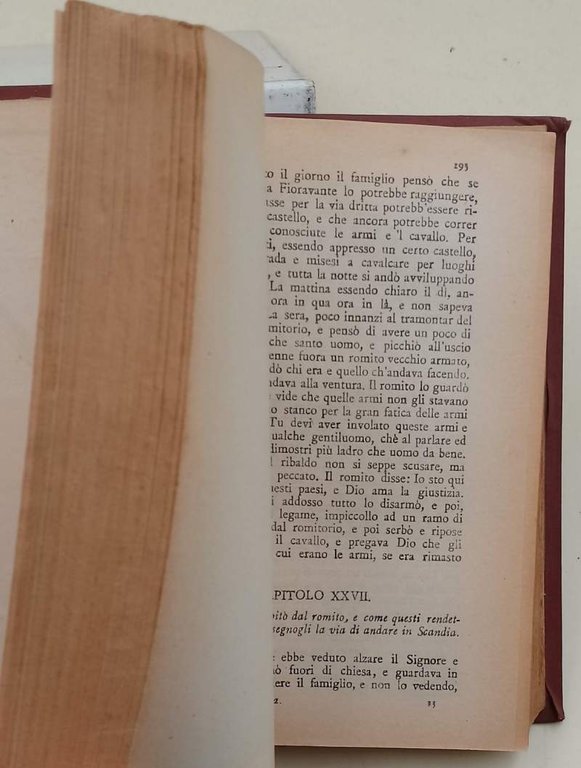 193
il giorno il famiglio pensò che se
Fioravante lo potrebbe raggiungere,
asse per la via dritta potrebb'essere ri-
castello, e che ancora potrebbe correr
conosciute le armi e 'l cavallo. Per
essendo appresso un certo castello,
ada e misesi a cavalcare per luoghi
, e tutta la notte si andò avviluppando
La mattina essendo chiaro il dì, an-
ora in qua ora in là, e non sapeva
sera, poco innanzi al tramontar del
mitorio, e pensò di avere un poco di
che santo uomo, e picchiò all'uscio
enne fuora un romito vecchio armato,
dò chi era e quello ch'andava facendo.
ndava alla ventura. Il romito lo guardò
vide che quelle armi non gli stavano
o stanco per la gran fatica delle armi
Tu devi aver involato queste armi e
ualche gentiluomo, chè al parlare ed
dimostri più ladro che uomo da bene.
ribaldo non si seppe scusare, ma
peccato. Il romito disse: Io sto qui
uesti paesi, e Dio ama la giustizia.
addosso tutto lo disarmò, e poi,
legame, impiccollo ad un ramo di
dal romitorio, e poi serbò e ripose
il cavallo, e pregava Dio che gli
cui erano le armi, se era rimasto
APITOLO XXVII.
itò dal romito, e come questi rendet-
segnogli la via di andare in Scandia.
ebbe veduto alzare il Signore e
ò fuori di chiesa, e guardava in
ere il famiglio, e non lo vedendo,
2. 13